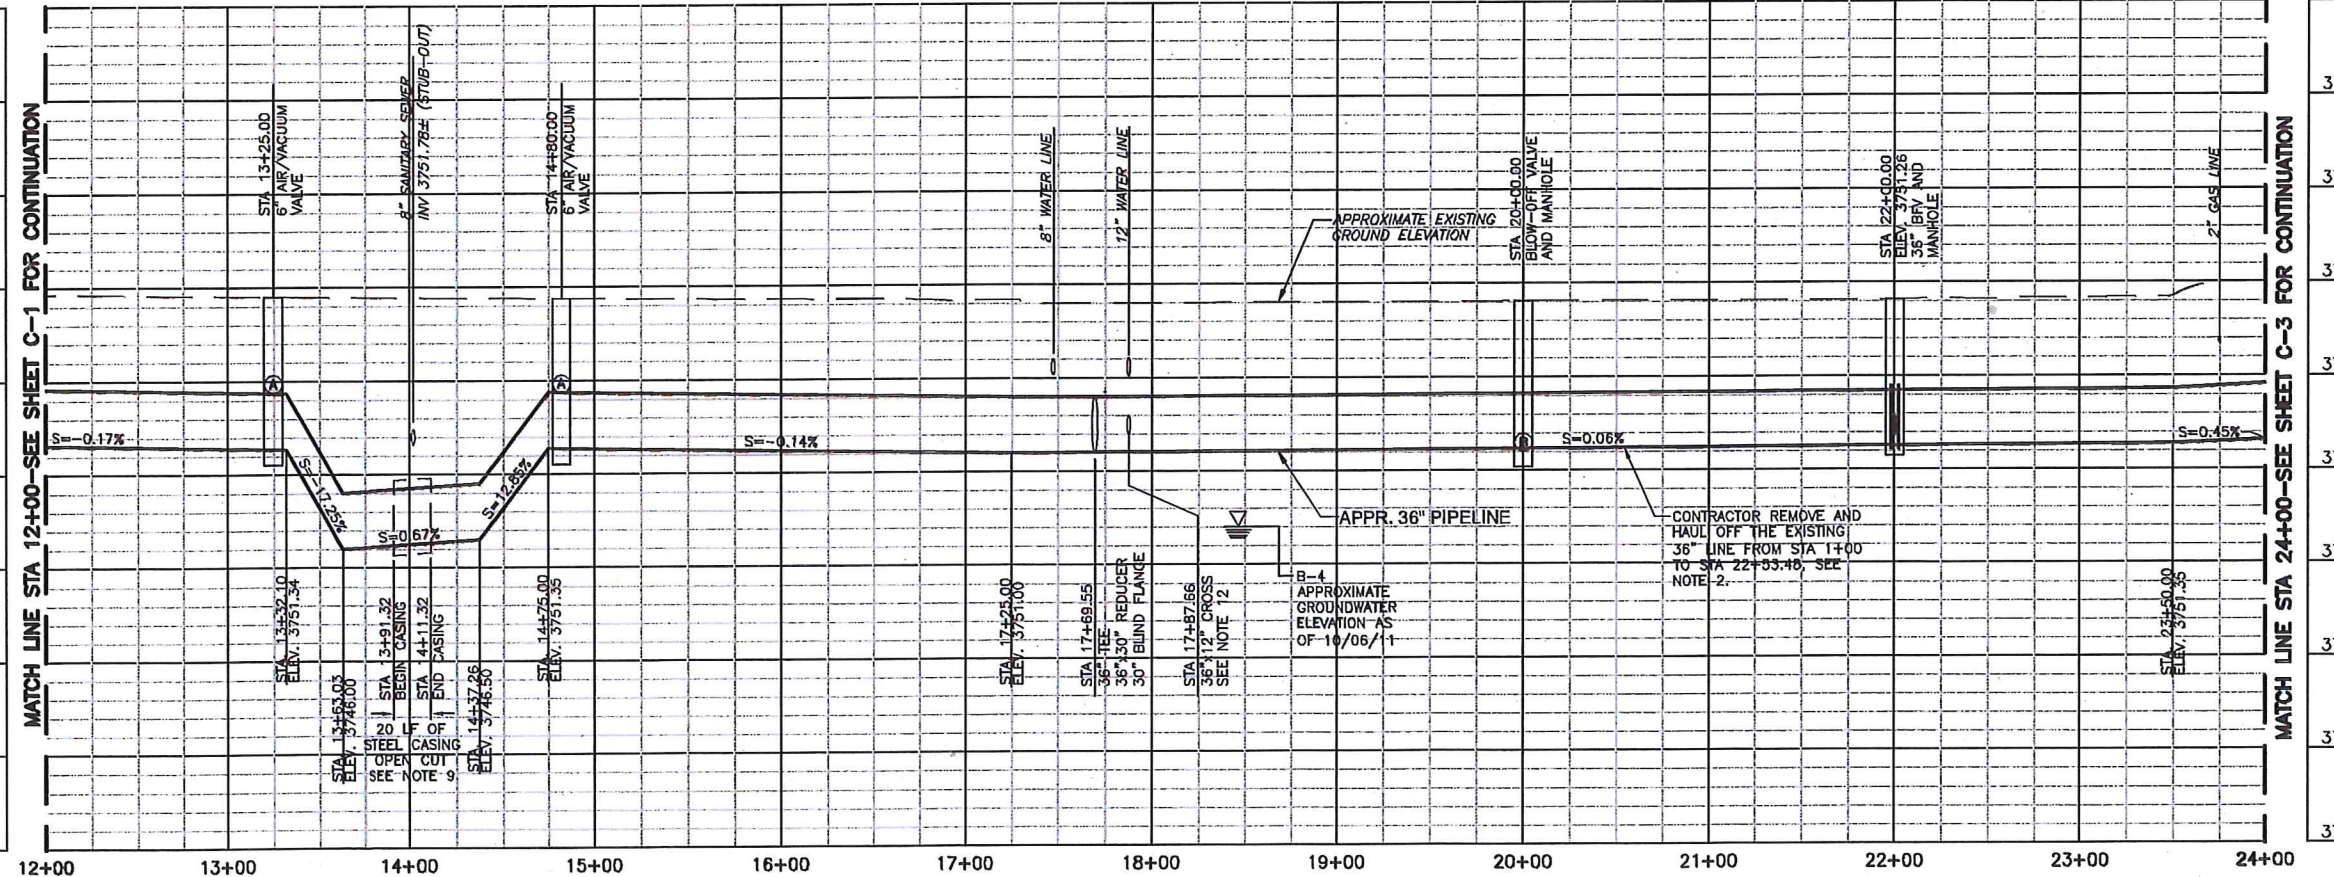 MATCH LINE STA 12+00-SEE SHEET C-1 FOR CONTINUATION
STA 13+25.00
6" AIR/VACUUM
VALVE
8" SANITARY SEWER
INV 3751.78± (STUB-OUT)
STA 14+80.00
6" AIR/VACUUM
VALVE
8" WATER LINE
12" WATER LINE
APPROXIMATE EXISTING
GROUND ELEVATION
STA 20+00.00
BLOW-OFF VALVE
AND MANHOLE
STA 22+00.00
ELEV. 3751.26
36" BFV AND
MANHOLE
2" GAS LINE
A
A
B
S=-0.17%
S=-17.25%
S=0.67%
S=12.85%
S=-0.14%
S=0.06%
S=0.45%
STA 13+32.10
ELEV. 3751.34
STA 13+63.03
ELEV. 3746.00
STA 13+91.32
BEGIN CASING
STA 14+11.32
END CASING
20 LF OF
STEEL CASING
OPEN CUT
SEE NOTE 9
STA 14+37.26
ELEV. 3746.50
STA 14+75.00
ELEV. 3751.35
STA 17+25.00
ELEV. 3751.00
STA 17+69.55
36" TEE
36"x30" REDUCER
30" BLIND FLANGE
STA 17+87.66
36"x12" CROSS
SEE NOTE 12
APPR. 36" PIPELINE
B-4
APPROXIMATE
GROUNDWATER
ELEVATION AS
OF 10/06/11
CONTRACTOR REMOVE AND
HAUL OFF THE EXISTING
36" LINE FROM STA 1+00
TO STA 22+53.48, SEE
NOTE 2.
STA 23+50.00
ELEV. 3751.35
MATCH LINE STA 24+00-SEE SHEET C-3 FOR CONTINUATION
12+00 13+00 14+00 15+00 16+00 17+00 18+00 19+00 20+00 21+00 22+00 23+00 24+00